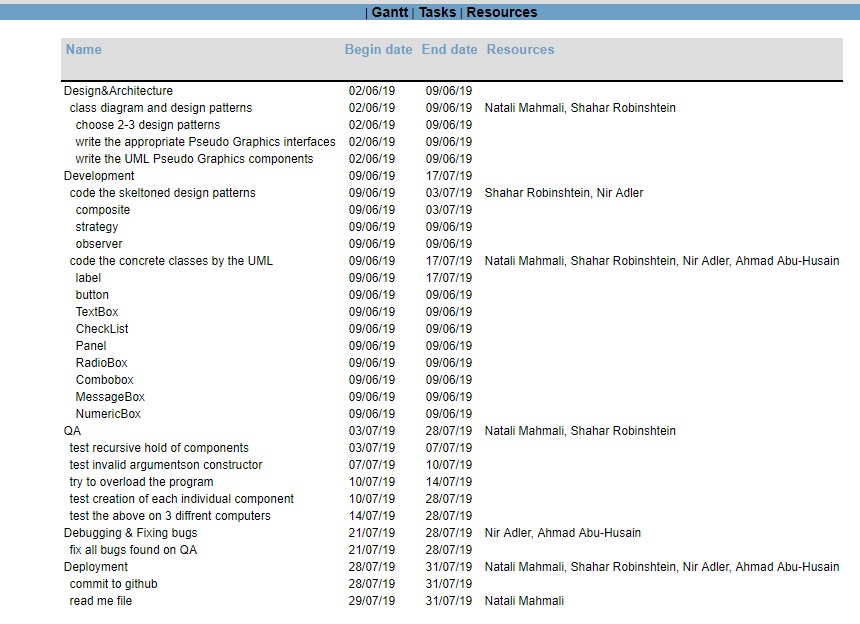 | Gantt | Tasks | Resources
Name Begin date End date Resources
Design&Architecture 02/06/19 09/06/19
class diagram and design patterns 02/06/19 09/06/19 Natali Mahmali, Shahar Robinshtein
choose 2-3 design patterns 02/06/19 09/06/19
write the appropriate Pseudo Graphics interfaces 02/06/19 09/06/19
write the UML Pseudo Graphics components 02/06/19 09/06/19
Development 09/06/19 17/07/19
code the skeltoned design patterns 09/06/19 03/07/19 Shahar Robinshtein, Nir Adler
composite 09/06/19 03/07/19
strategy 09/06/19 09/06/19
observer 09/06/19 09/06/19
code the concrete classes by the UML 09/06/19 17/07/19 Natali Mahmali, Shahar Robinshtein, Nir Adler, Ahmad Abu-Husain
label 09/06/19 17/07/19
button 09/06/19 09/06/19
TextBox 09/06/19 09/06/19
CheckList 09/06/19 09/06/19
Panel 09/06/19 09/06/19
RadioBox 09/06/19 09/06/19
Combobox 09/06/19 09/06/19
MessageBox 09/06/19 09/06/19
NumericBox 09/06/19 09/06/19
QA 03/07/19 28/07/19 Natali Mahmali, Shahar Robinshtein
test recursive hold of components 03/07/19 07/07/19
test invalid argumentson constructor 07/07/19 10/07/19
try to overload the program 10/07/19 14/07/19
test creation of each individual component 10/07/19 28/07/19
test the above on 3 diffrent computers 14/07/19 28/07/19
Debugging & Fixing bugs 21/07/19 28/07/19 Nir Adler, Ahmad Abu-Husain
fix all bugs found on QA 21/07/19 28/07/19
Deployment 28/07/19 31/07/19 Natali Mahmali, Shahar Robinshtein, Nir Adler, Ahmad Abu-Husain
commit to github 28/07/19 31/07/19
read me file 29/07/19 31/07/19 Natali Mahmali